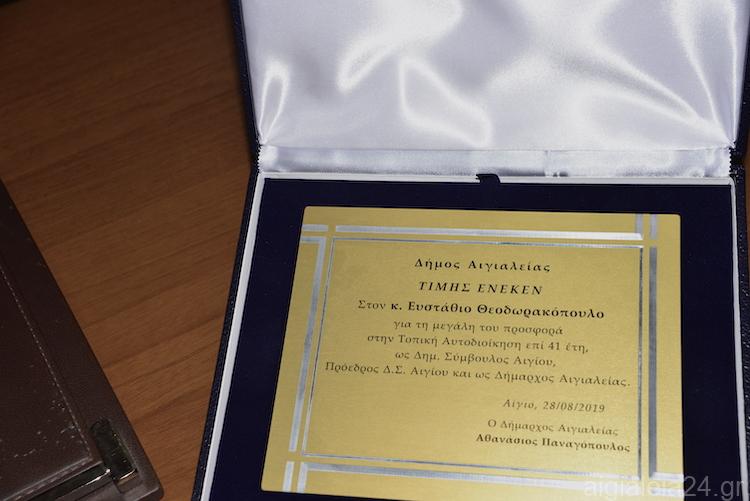 Δήμος Αιγιαλείας
ΤΙΜΗΣ ΕΝΕΚΕΝ
Στον κ. Ευστάθιο Θεοδωρακόπουλο
για τη μεγάλη του προσφορά
στην Τοπική Αυτοδιοίκηση επί 41 έτη,
ως Δημ. Σύμβουλος Αιγίου,
Πρόεδρος Δ.Σ. Αιγίου και ως Δήμαρχος Αιγιαλείας.
Αίγιο, 28/08/2019
Ο Δήμαρχος Αιγιαλείας
Αθανάσιος Παναγόπουλος
aigialeia24.gr